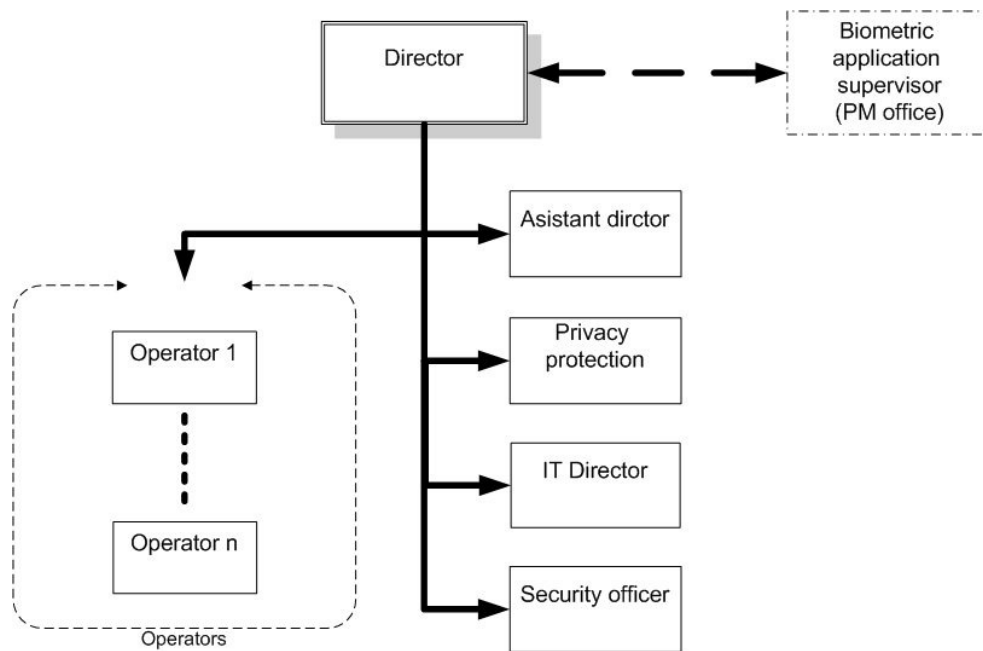 Director
Biometric
application
supervisor
(PM office)
Asistant dirctor
Privacy
protection
Operator 1
IT Director
Operator n
Security officer
Operators